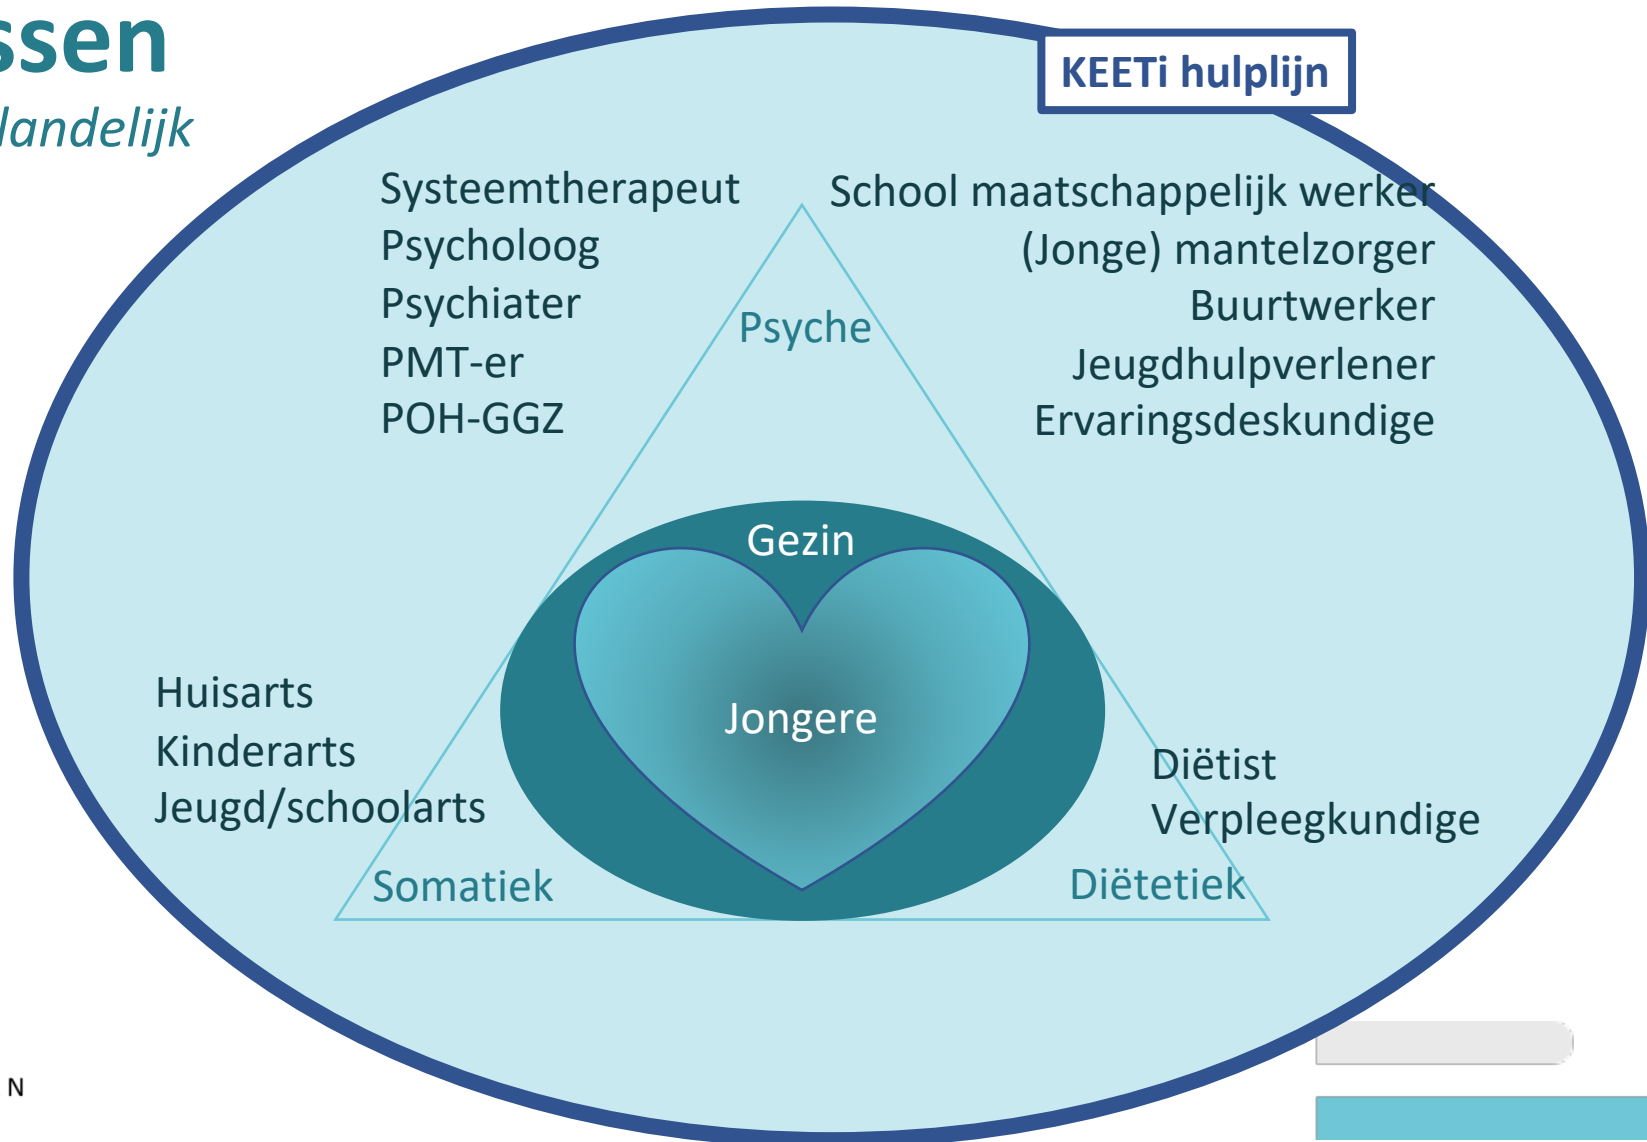 ssen
landelijk
KEETi hulplijn
Systeemtherapeut
Psycholoog
Psychiater
PMT-er
POH-GGZ
School maatschappelijk werker
(Jonge) mantelzorger
Buurtwerker
Jeugdhulpverlener
Ervaringsdeskundige
Psyche
Gezin
Jongere
Huisarts
Kinderarts
Jeugd/schoolarts
Diëtist
Verpleegkundige
Somatiek
Diëtetiek
N